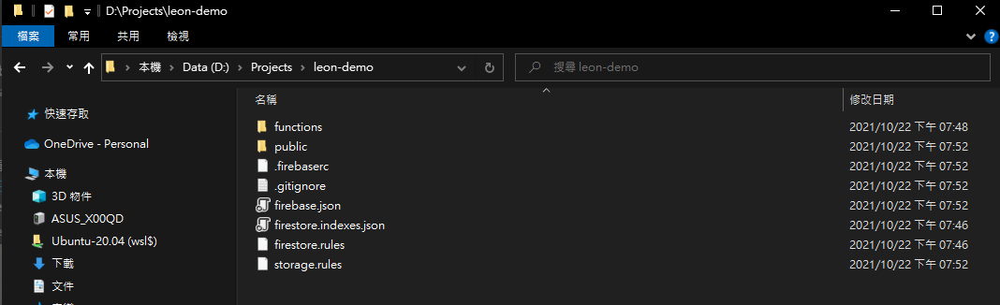 D:\Projects\leon-demo
檔案 常用 共用 檢視
本機 Data (D:) Projects leon-demo 搜尋 leon-demo
名稱 修改日期
快速存取
OneDrive - Personal
本機
3D 物件
ASUS_X00QD
Ubuntu-20.04 (wsl$)
下載
文件
functions 2021/10/22 下午 07:48
public 2021/10/22 下午 07:52
.firebaserc 2021/10/22 下午 07:52
.gitignore 2021/10/22 下午 07:52
firebase.json 2021/10/22 下午 07:52
firestore.indexes.json 2021/10/22 下午 07:46
firestore.rules 2021/10/22 下午 07:46
storage.rules 2021/10/22 下午 07:52